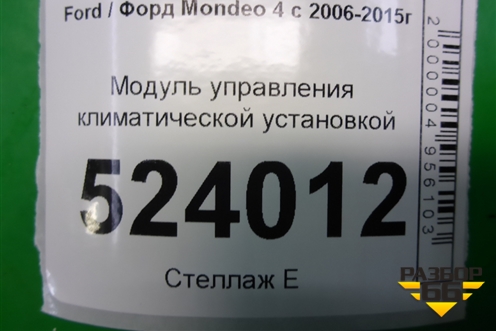 Ford / Форд Mondeo 4 с 2006-2015г
Модуль управления
климатической установкой
524012
Стеллаж Е
2000004956103
РАЗБОР
66